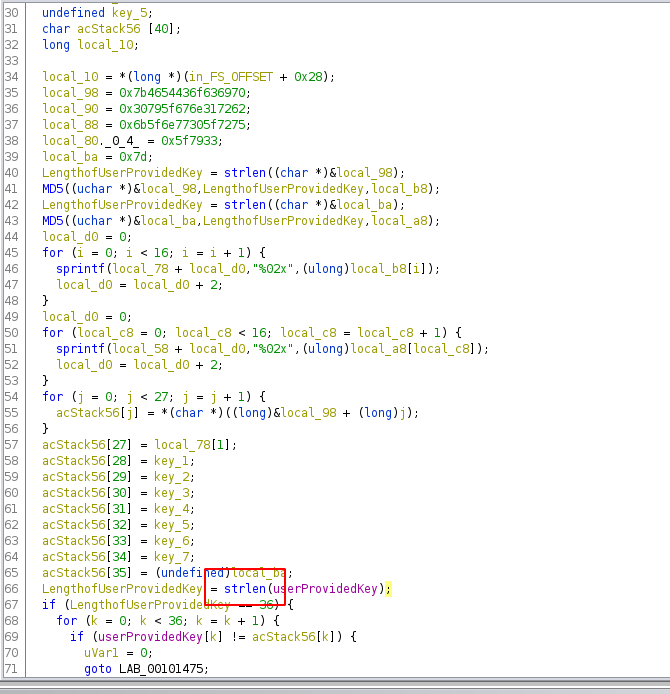 30 undefined key_5;
31 char acStack56 [40];
32 long local_10;
33
34 local_10 = *(long *)(in_FS_OFFSET + 0x28);
35 local_98 = 0x7b4654436f636970;
36 local_90 = 0x30795f676e317262;
37 local_88 = 0x6b5f6e77305f7275;
38 local_80._0_4_ = 0x5f7933;
39 local_ba = 0x7d;
40 LengthofUserProvidedKey = strlen((char *)&local_98);
41 MD5((uchar *)&local_98,LengthofUserProvidedKey,local_b8);
42 LengthofUserProvidedKey = strlen((char *)&local_ba);
43 MD5((uchar *)&local_ba,LengthofUserProvidedKey,local_a8);
44 local_d0 = 0;
45 for (i = 0; i < 16; i = i + 1) {
46 sprintf(local_78 + local_d0,"%02x",(ulong)local_b8[i]);
47 local_d0 = local_d0 + 2;
48 }
49 local_d0 = 0;
50 for (local_c8 = 0; local_c8 < 16; local_c8 = local_c8 + 1) {
51 sprintf(local_58 + local_d0,"%02x",(ulong)local_a8[local_c8]);
52 local_d0 = local_d0 + 2;
53 }
54 for (j = 0; j < 27; j = j + 1) {
55 acStack56[j] = *(char *)((long)&local_98 + (long)j);
56 }
57 acStack56[27] = local_78[1];
58 acStack56[28] = key_1;
59 acStack56[29] = key_2;
60 acStack56[30] = key_3;
61 acStack56[31] = key_4;
62 acStack56[32] = key_5;
63 acStack56[33] = key_6;
64 acStack56[34] = key_7;
65 acStack56[35] = (undefined)local_ba;
66 LengthofUserProvidedKey = strlen(userProvidedKey);
67 if (LengthofUserProvidedKey == 36) {
68 for (k = 0; k < 36; k = k + 1) {
69 if (userProvidedKey[k] != acStack56[k]) {
70 uVar1 = 0;
71 goto LAB_00101475;